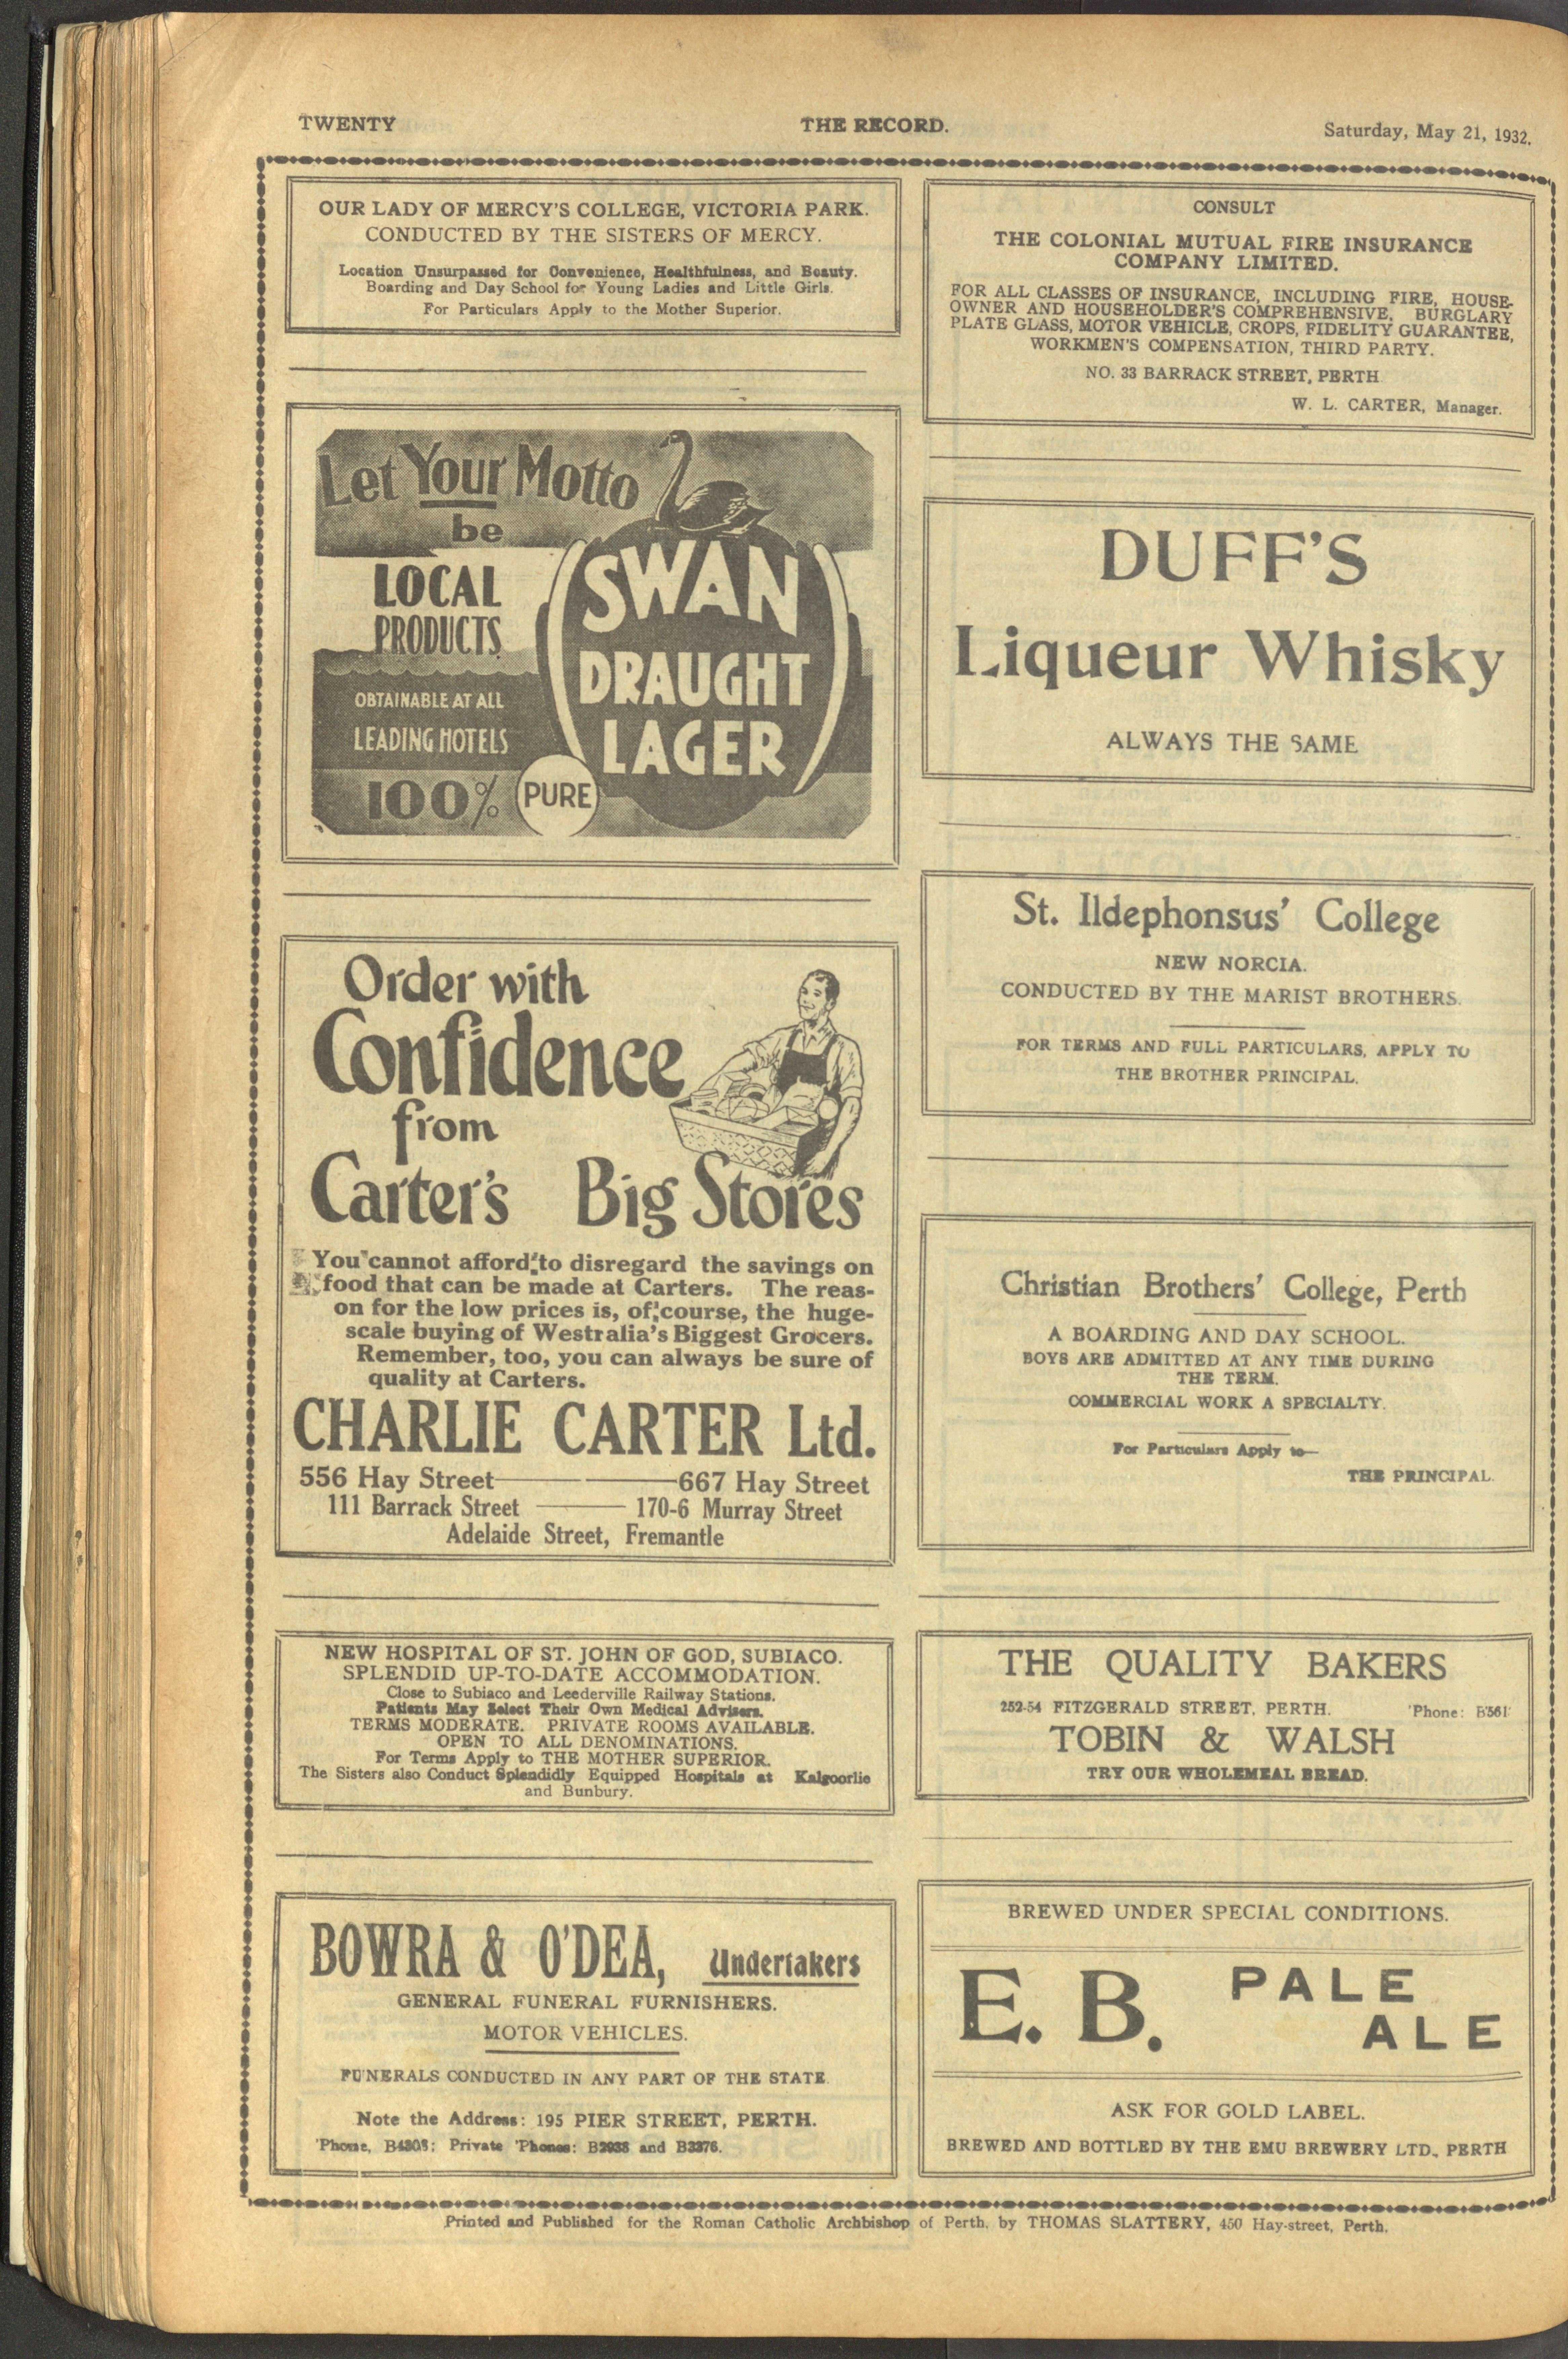 TWENTY
THE RECORD.
Saturday, May 21, 1932.
OUR LADY OF MERCY'S COLLEGE, VICTORIA PARK.
CONDUCTED BY THE SISTERS OF MERCY.
Location Unsurpassed for Convenience, Healthfulness, and Beauty.
Boarding and Day School for Young Ladies and Little Girls.
For Particulars Apply to the Mother Superior.
Let Your Motto
be
LOCAL
PRODUCTS
OBTAINABLE AT ALL
LEADING HOTELS
100% PURE
SWAN
DRAUGHT
LAGER
Order with
Confidence
from
Carter's Big Stores
You cannot afford to disregard the savings on
food that can be made at Carters. The reas-
on for the low prices is, of course, the huge-
scale buying of Westralia's Biggest Grocers.
Remember, too, you can always be sure of
quality at Carters.
CHARLIE CARTER Ltd.
556 Hay Street——667 Hay Street
111 Barrack Street —— 170-6 Murray Street
Adelaide Street, Fremantle
NEW HOSPITAL OF ST. JOHN OF GOD, SUBIACO.
SPLENDID UP-TO-DATE ACCOMMODATION.
Close to Subiaco and Leederville Railway Stations.
Patients May Select Their Own Medical Advisers.
TERMS MODERATE. PRIVATE ROOMS AVAILABLE.
OPEN TO ALL DENOMINATIONS.
For Terms Apply to THE MOTHER SUPERIOR.
The Sisters also Conduct Splendidly Equipped Hospitals at Kalgoorlie
and Bunbury.
BOWRA & O'DEA, Undertakers
GENERAL FUNERAL FURNISHERS.
MOTOR VEHICLES.
FUNERALS CONDUCTED IN ANY PART OF THE STATE
Note the Address: 195 PIER STREET, PERTH.
'Phone, B4308; Private 'Phones: B2938 and B3376.
CONSULT
THE COLONIAL MUTUAL FIRE INSURANCE
COMPANY LIMITED.
FOR ALL CLASSES OF INSURANCE, INCLUDING FIRE, HOUSE-
OWNER AND HOUSEHOLDER'S COMPREHENSIVE, BURGLARY
PLATE GLASS, MOTOR VEHICLE, CROPS, FIDELITY GUARANTEE,
WORKMEN'S COMPENSATION, THIRD PARTY.
NO. 33 BARRACK STREET, PERTH
W. L. CARTER, Manager.
DUFF'S
Liqueur Whisky
ALWAYS THE SAME
St. Ildephonsus' College
NEW NORCIA.
CONDUCTED BY THE MARIST BROTHERS.
FOR TERMS AND FULL PARTICULARS, APPLY TO
THE BROTHER PRINCIPAL.
Christian Brothers' College, Perth
A BOARDING AND DAY SCHOOL.
BOYS ARE ADMITTED AT ANY TIME DURING
THE TERM.
COMMERCIAL WORK A SPECIALTY.
For Particulars Apply to—
THE PRINCIPAL.
THE QUALITY BAKERS
252-54 FITZGERALD STREET, PERTH. 'Phone:
TOBIN & WALSH
TRY OUR WHOLEMEAL BREAD.
BREWED UNDER SPECIAL CONDITIONS.
E. B. PALE
ALE
ASK FOR GOLD LABEL.
BREWED AND BOTTLED BY THE EMU BREWERY LTD., PERTH
Printed and Published for the Roman Catholic Archbishop of Perth, by THOMAS SLATTERY, 450 Hay-street, Perth.